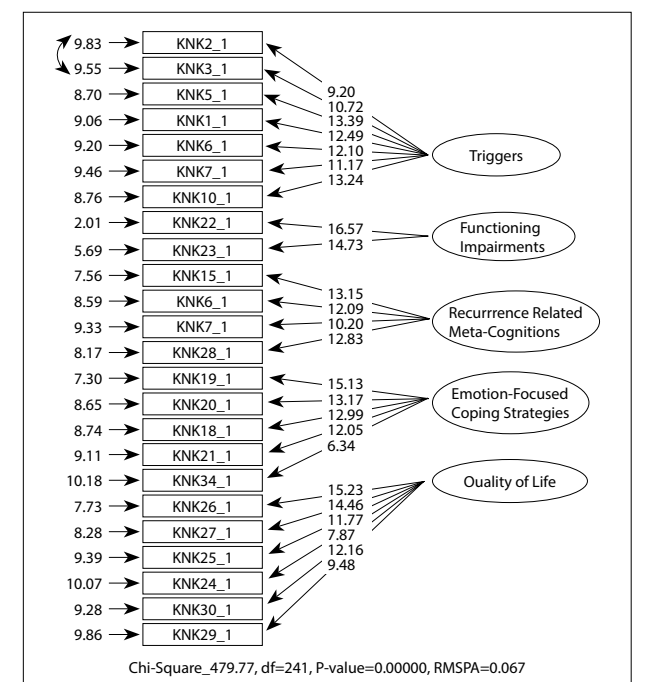 9.83 KNK2_1
9.55 KNK3_1
8.70 KNK5_1
9.06 KNK1_1
9.20 KNK6_1
9.46 KNK7_1
8.76 KNK10_1
2.01 KNK22_1
5.69 KNK23_1
7.56 KNK15_1
8.59 KNK6_1
9.33 KNK7_1
8.17 KNK28_1
7.30 KNK19_1
8.65 KNK20_1
8.74 KNK18_1
9.11 KNK21_1
10.18 KNK34_1
7.73 KNK26_1
8.28 KNK27_1
9.39 KNK25_1
10.07 KNK24_1
9.28 KNK30_1
9.86 KNK29_1
9.20
10.72
13.39
12.49
12.10
11.17
13.24
Triggers
16.57
14.73
Functioning
Impairments
13.15
12.09
10.20
12.83
Recurrrence Related
Meta-Cognitions
15.13
13.17
12.99
12.05
6.34
Emotion-Focused
Coping Strategies
15.23
14.46
11.77
7.87
12.16
9.48
Quality of Life
Chi-Square_479.77, df=241, P-value=0.00000, RMSPA=0.067